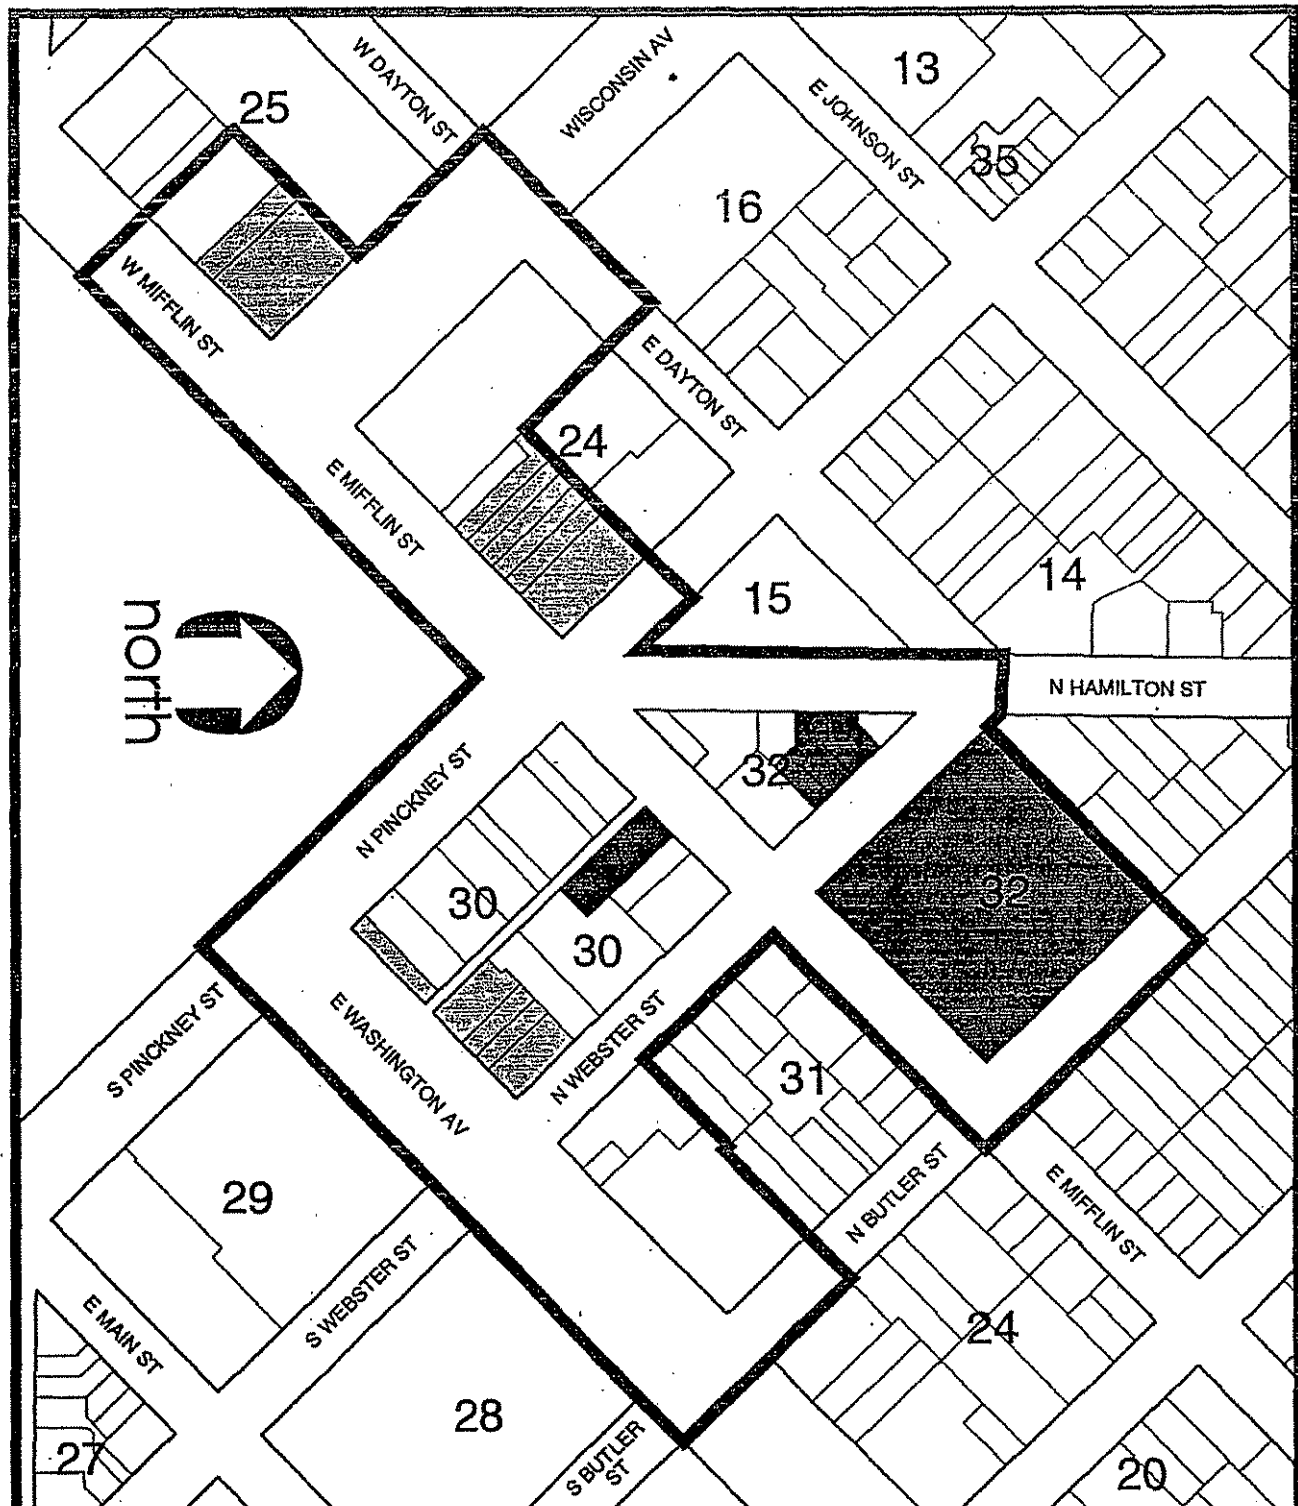 13
W DAYTON ST
WISCONSIN AV
25
E JOHNSON ST
35
16
W MIFFLIN ST
E DAYTON ST
24
E MIFFLIN ST
14
15
north
N HAMILTON ST
32
N PINCKNEY ST
32
30
30
S PINCKNEY ST
E WASHINGTON AV
N WEBSTER ST
31
29
N BUTLER ST
E MIFFLIN ST
S WEBSTER ST
E MAIN ST
24
28
27
S BUTLER
ST
20